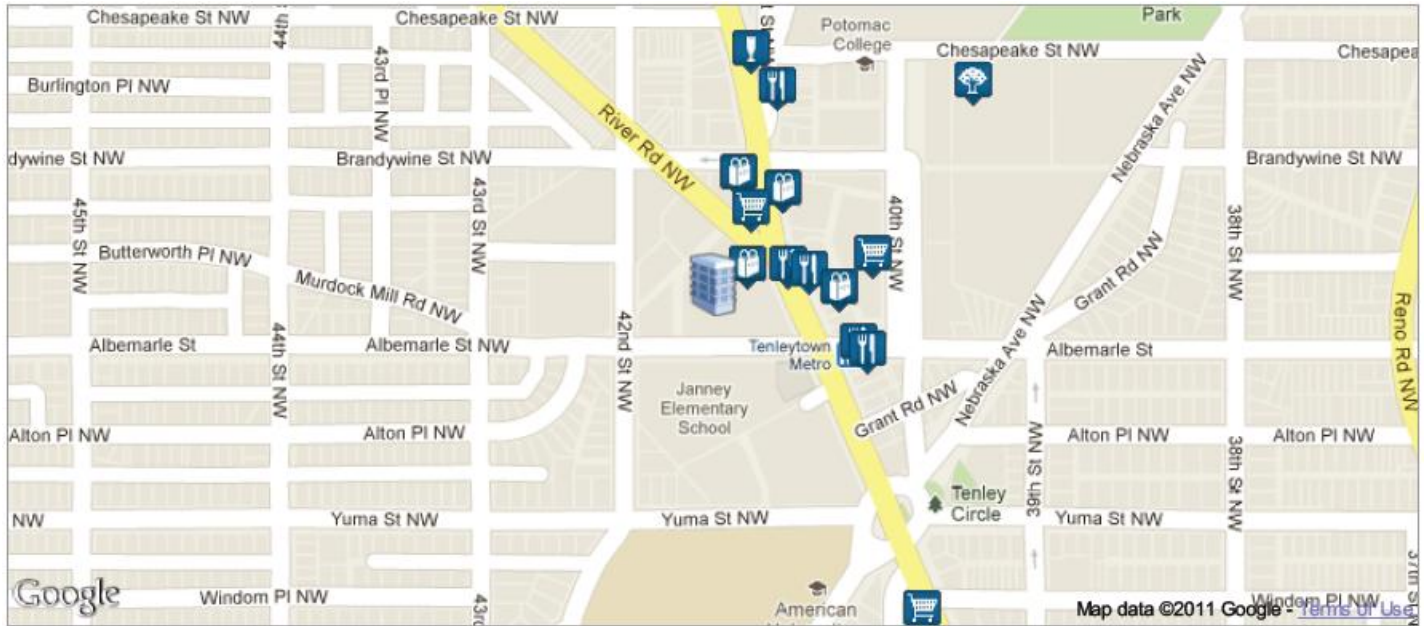 Chesapeake St NW
44th
Chesapeake St NW
Potomac
College
Park
Chesapeake St NW
Chesapea
Burlington Pl NW
43rd Pl NW
River Rd NW
Nebraska Ave NW
dywine St NW
Brandywine St NW
Brandywine St NW
45th St NW
43rd St NW
40th St NW
38th St NW
Butterworth Pl NW
Murdock Mill Rd NW
Grant Rd NW
Reno Rd NW
Albemarle St
44th St NW
Albemarle St NW
42nd St NW
Tenleytown
Metro
Albemarle St
Nebraska Ave NW
Janney
Elementary
School
Grant Rd NW
Alton Pl NW
Alton Pl NW
Alton Pl NW
Alton Pl NW
39th St NW
38th St NW
Tenley
Circle
NW
Yuma St NW
Yuma St NW
Yuma St NW
Google
Windom Pl NW
43rd
American
Map data ©2011 Google - Terms of Use
Windom Pl NW
37th St N